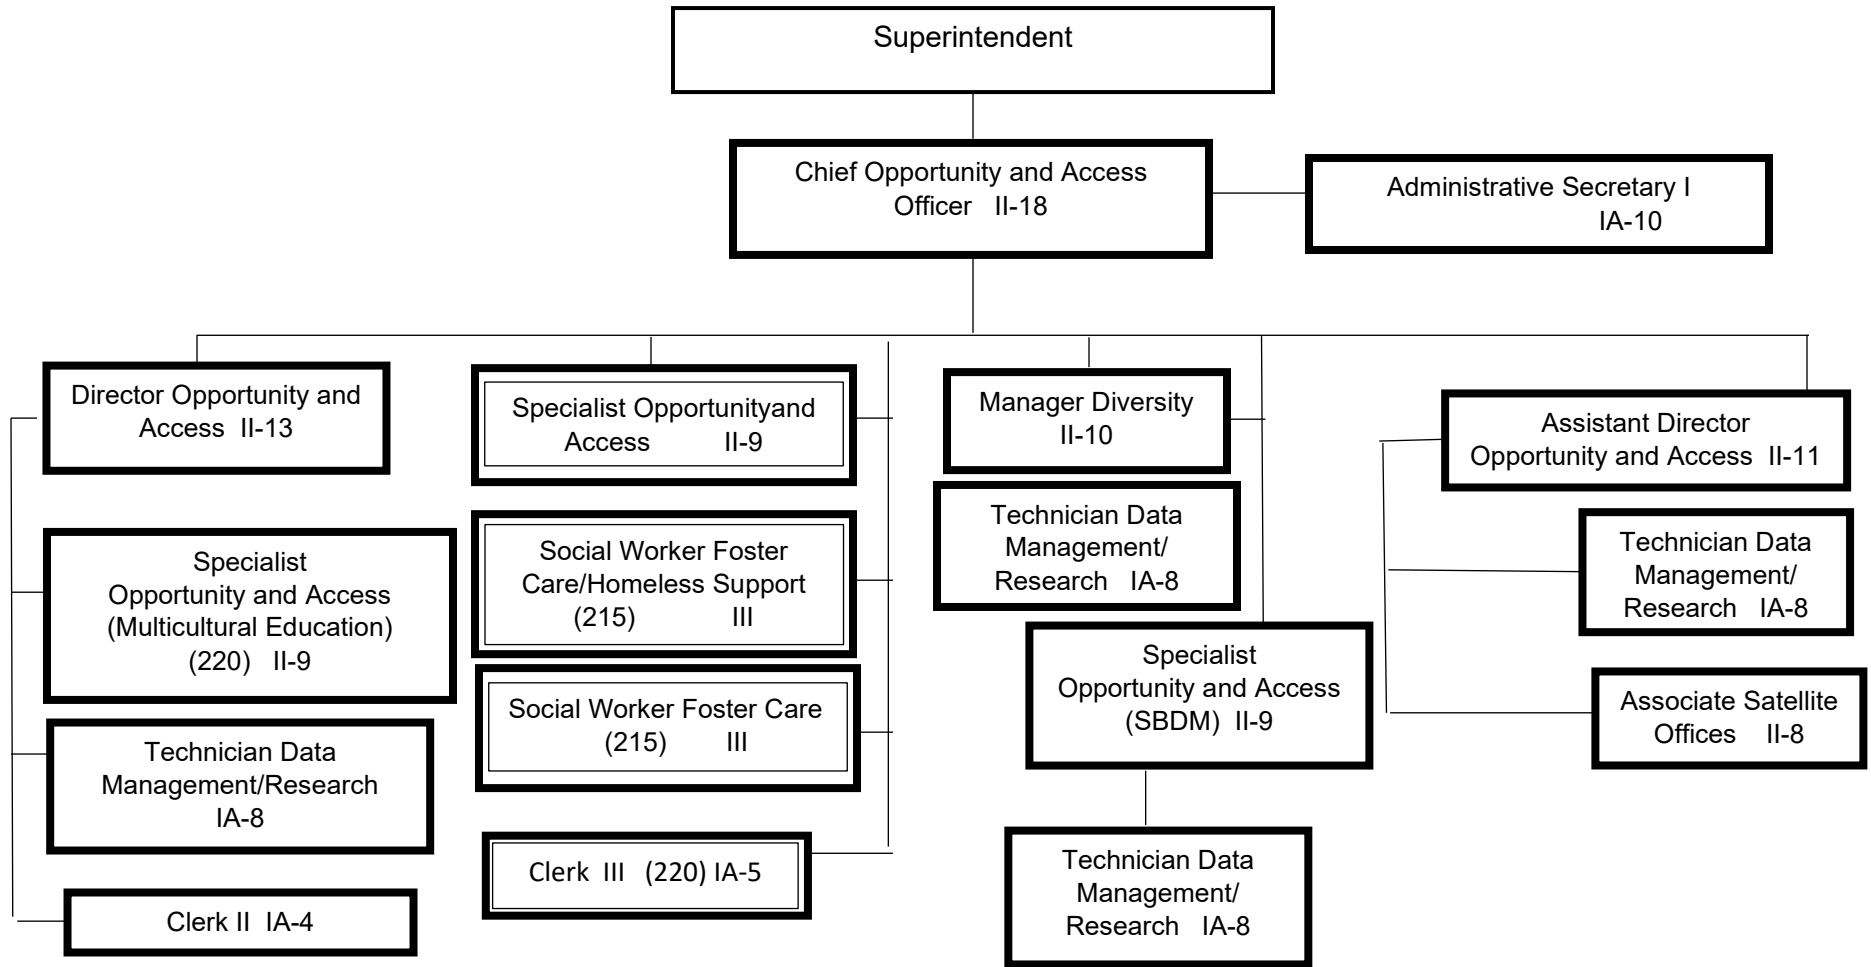 Superintendent
Chief Opportunity and Access
Officer II-18
Administrative Secretary I
IA-10
Director Opportunity and
Access II-13
Specialist
Opportunity and Access
(Multicultural Education)
(220) II-9
Technician Data
Management/Research
IA-8
Clerk II IA-4
Specialist Opportunityand
Access II-9
Social Worker Foster
Care/Homeless Support
(215) III
Social Worker Foster Care
(215) III
Clerk III (220) IA-5
Manager Diversity
II-10
Technician Data
Management/
Research IA-8
Specialist
Opportunity and Access
(SBDM) II-9
Technician Data
Management/
Research IA-8
Assistant Director
Opportunity and Access II-11
Technician Data
Management/
Research IA-8
Associate Satellite
Offices II-8